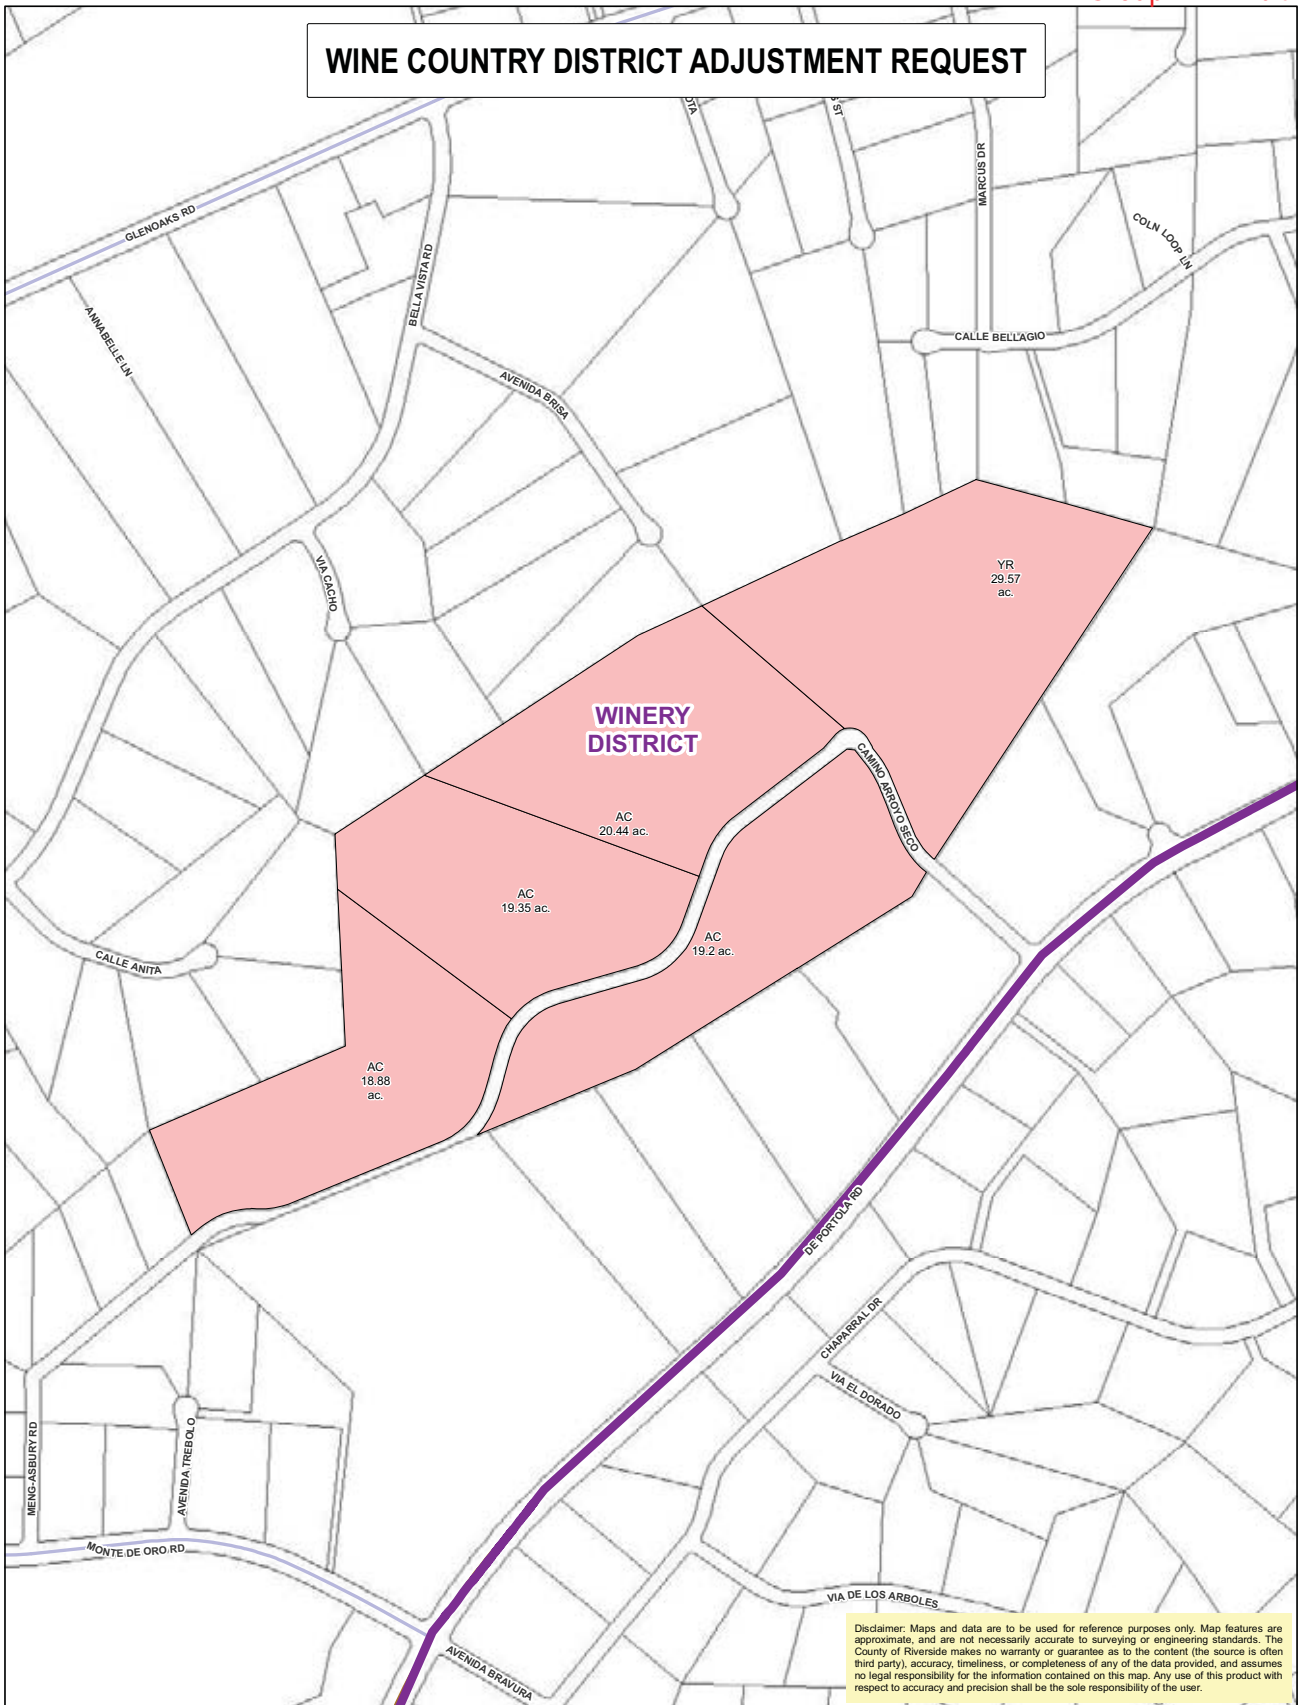 WINE COUNTRY DISTRICT ADJUSTMENT REQUEST
ST
MARCUS DR
GLENOAKS RD
COLN LOOP LN
BELLA VISTA RD
ANNABELLE LN
CALLE BELLAGIO
AVENIDA BRISA
VIA CACHO
YR
29.57
ac.
WINERY
DISTRICT
CAMINO ARROYO SECO
AC
20.44 ac.
AC
19.35 ac.
AC
19.2 ac.
CALLE ANITA
AC
18.88
ac.
DE PORTOLA RD
CHAPARRAL DR
VIA EL DORADO
MENG-ASBURY RD
AVENIDA TREBOLO
MONTE DE ORO RD
VIA DE LOS ARBOLES
AVENIDA BRAVURA
Disclaimer: Maps and data are to be used for reference purposes only. Map features are
approximate, and are not necessarily accurate to surveying or engineering standards. The
County of Riverside makes no warranty or guarantee as to the content (the source is often
third party), accuracy, timeliness, or completeness of any of the data provided, and assumes
no legal responsibility for the information contained on this map. Any use of this product with
respect to accuracy and precision shall be the sole responsibility of the user.